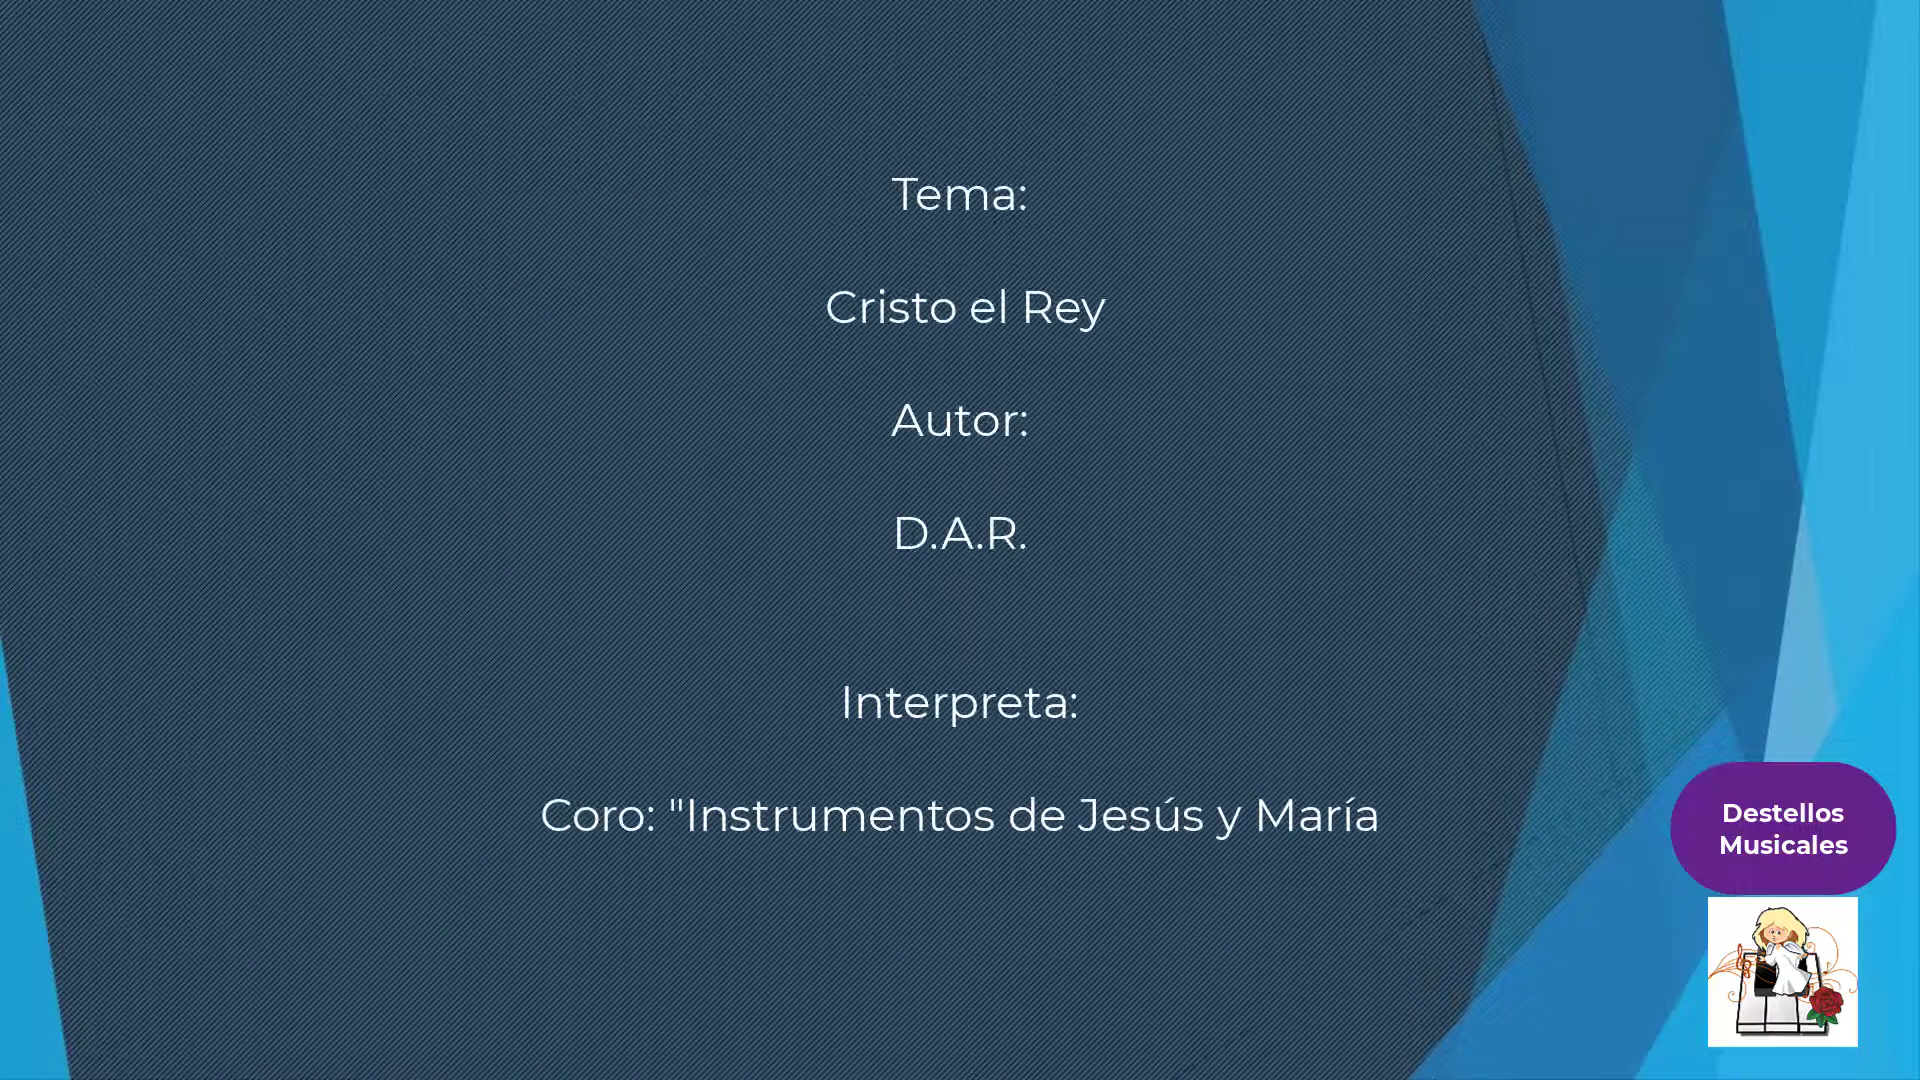 Tema:
Cristo el Rey
Autor:
D.A.R.
Interpreta:
Coro: "Instrumentos de Jesús y María
Destellos
Musicales